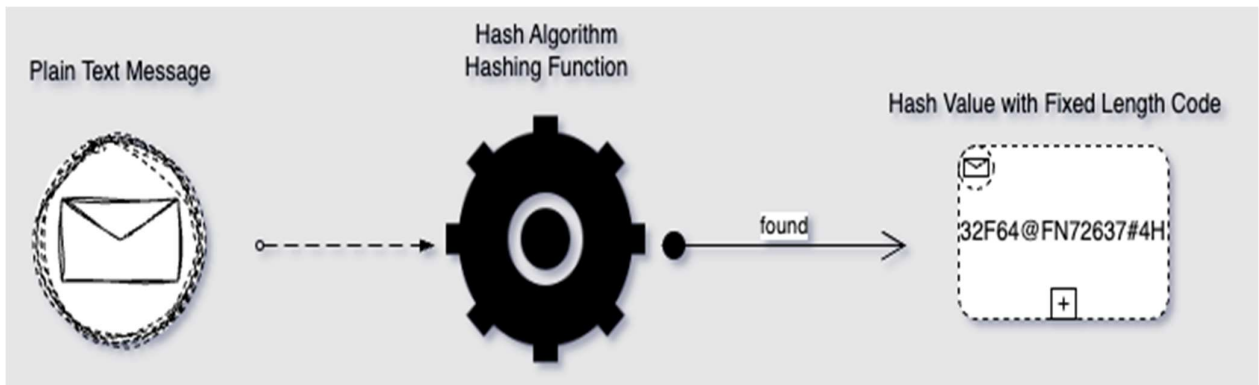 Plain Text Message
Hash Algorithm
Hashing Function
found
Hash Value with Fixed Length Code
32F64@FN72637#4H